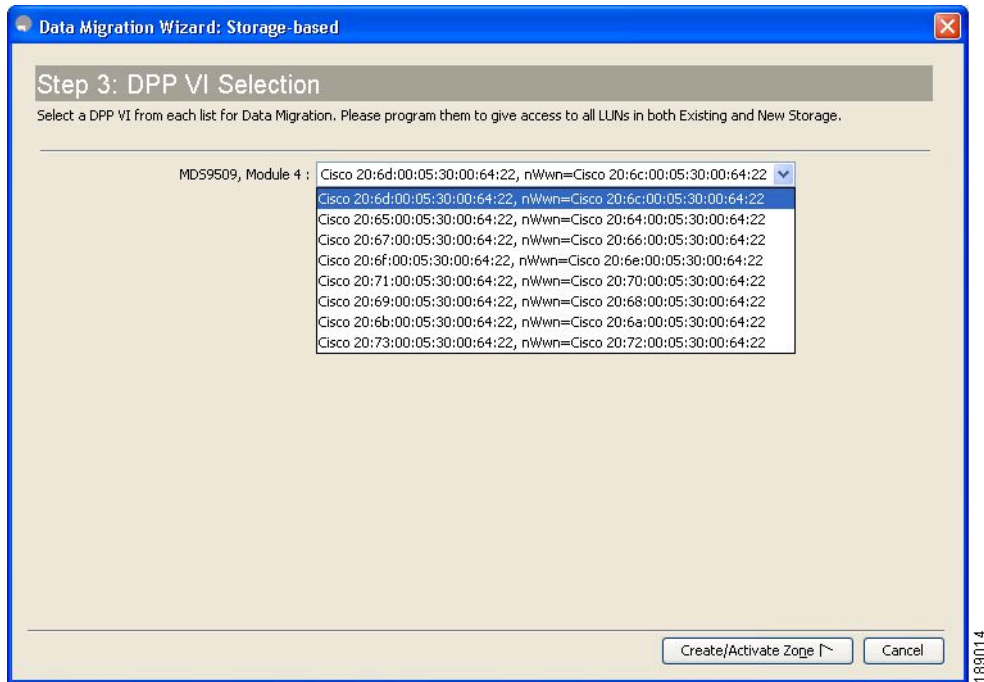 Data Migration Wizard: Storage-based
Step 3: DPP VI Selection
Select a DPP VI from each list for Data Migration. Please program them to give access to all LUNs in both Existing and New Storage.
MDS9509, Module 4 : Cisco 20:6d:00:05:30:00:64:22, nWwn=Cisco 20:6c:00:05:30:00:64:22
Cisco 20:6d:00:05:30:00:64:22, nWwn=Cisco 20:6c:00:05:30:00:64:22
Cisco 20:65:00:05:30:00:64:22, nWwn=Cisco 20:64:00:05:30:00:64:22
Cisco 20:67:00:05:30:00:64:22, nWwn=Cisco 20:66:00:05:30:00:64:22
Cisco 20:6f:00:05:30:00:64:22, nWwn=Cisco 20:6e:00:05:30:00:64:22
Cisco 20:71:00:05:30:00:64:22, nWwn=Cisco 20:70:00:05:30:00:64:22
Cisco 20:69:00:05:30:00:64:22, nWwn=Cisco 20:68:00:05:30:00:64:22
Cisco 20:6b:00:05:30:00:64:22, nWwn=Cisco 20:6a:00:05:30:00:64:22
Cisco 20:73:00:05:30:00:64:22, nWwn=Cisco 20:72:00:05:30:00:64:22
Create/Activate Zone
Cancel
189014